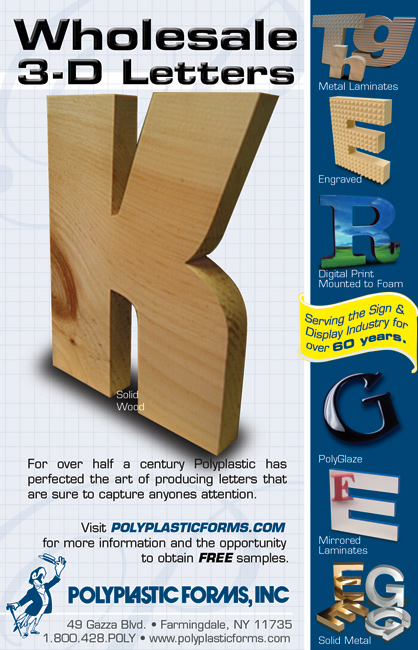 Wholesale
3-D Letters
K
Solid
Wood
For over half a century Polyplastic has
perfected the art of producing letters that
are sure to capture anyones attention.
Visit POLYPLASTICFORMS.COM
for more information and the opportunity
to obtain FREE samples.
POLYPLASTIC FORMS, INC
49 Gazza Blvd. • Farmingdale, NY 11735
1.800.428.POLY • www.polyplasticforms.com
T h g
Metal Laminates
E
Engraved
R
Digital Print
Mounted to Foam
Serving the Sign &
Display Industry for
over 60 years.
G
PolyGlaze
F E
Mirrored
Laminates
E G
Solid Metal